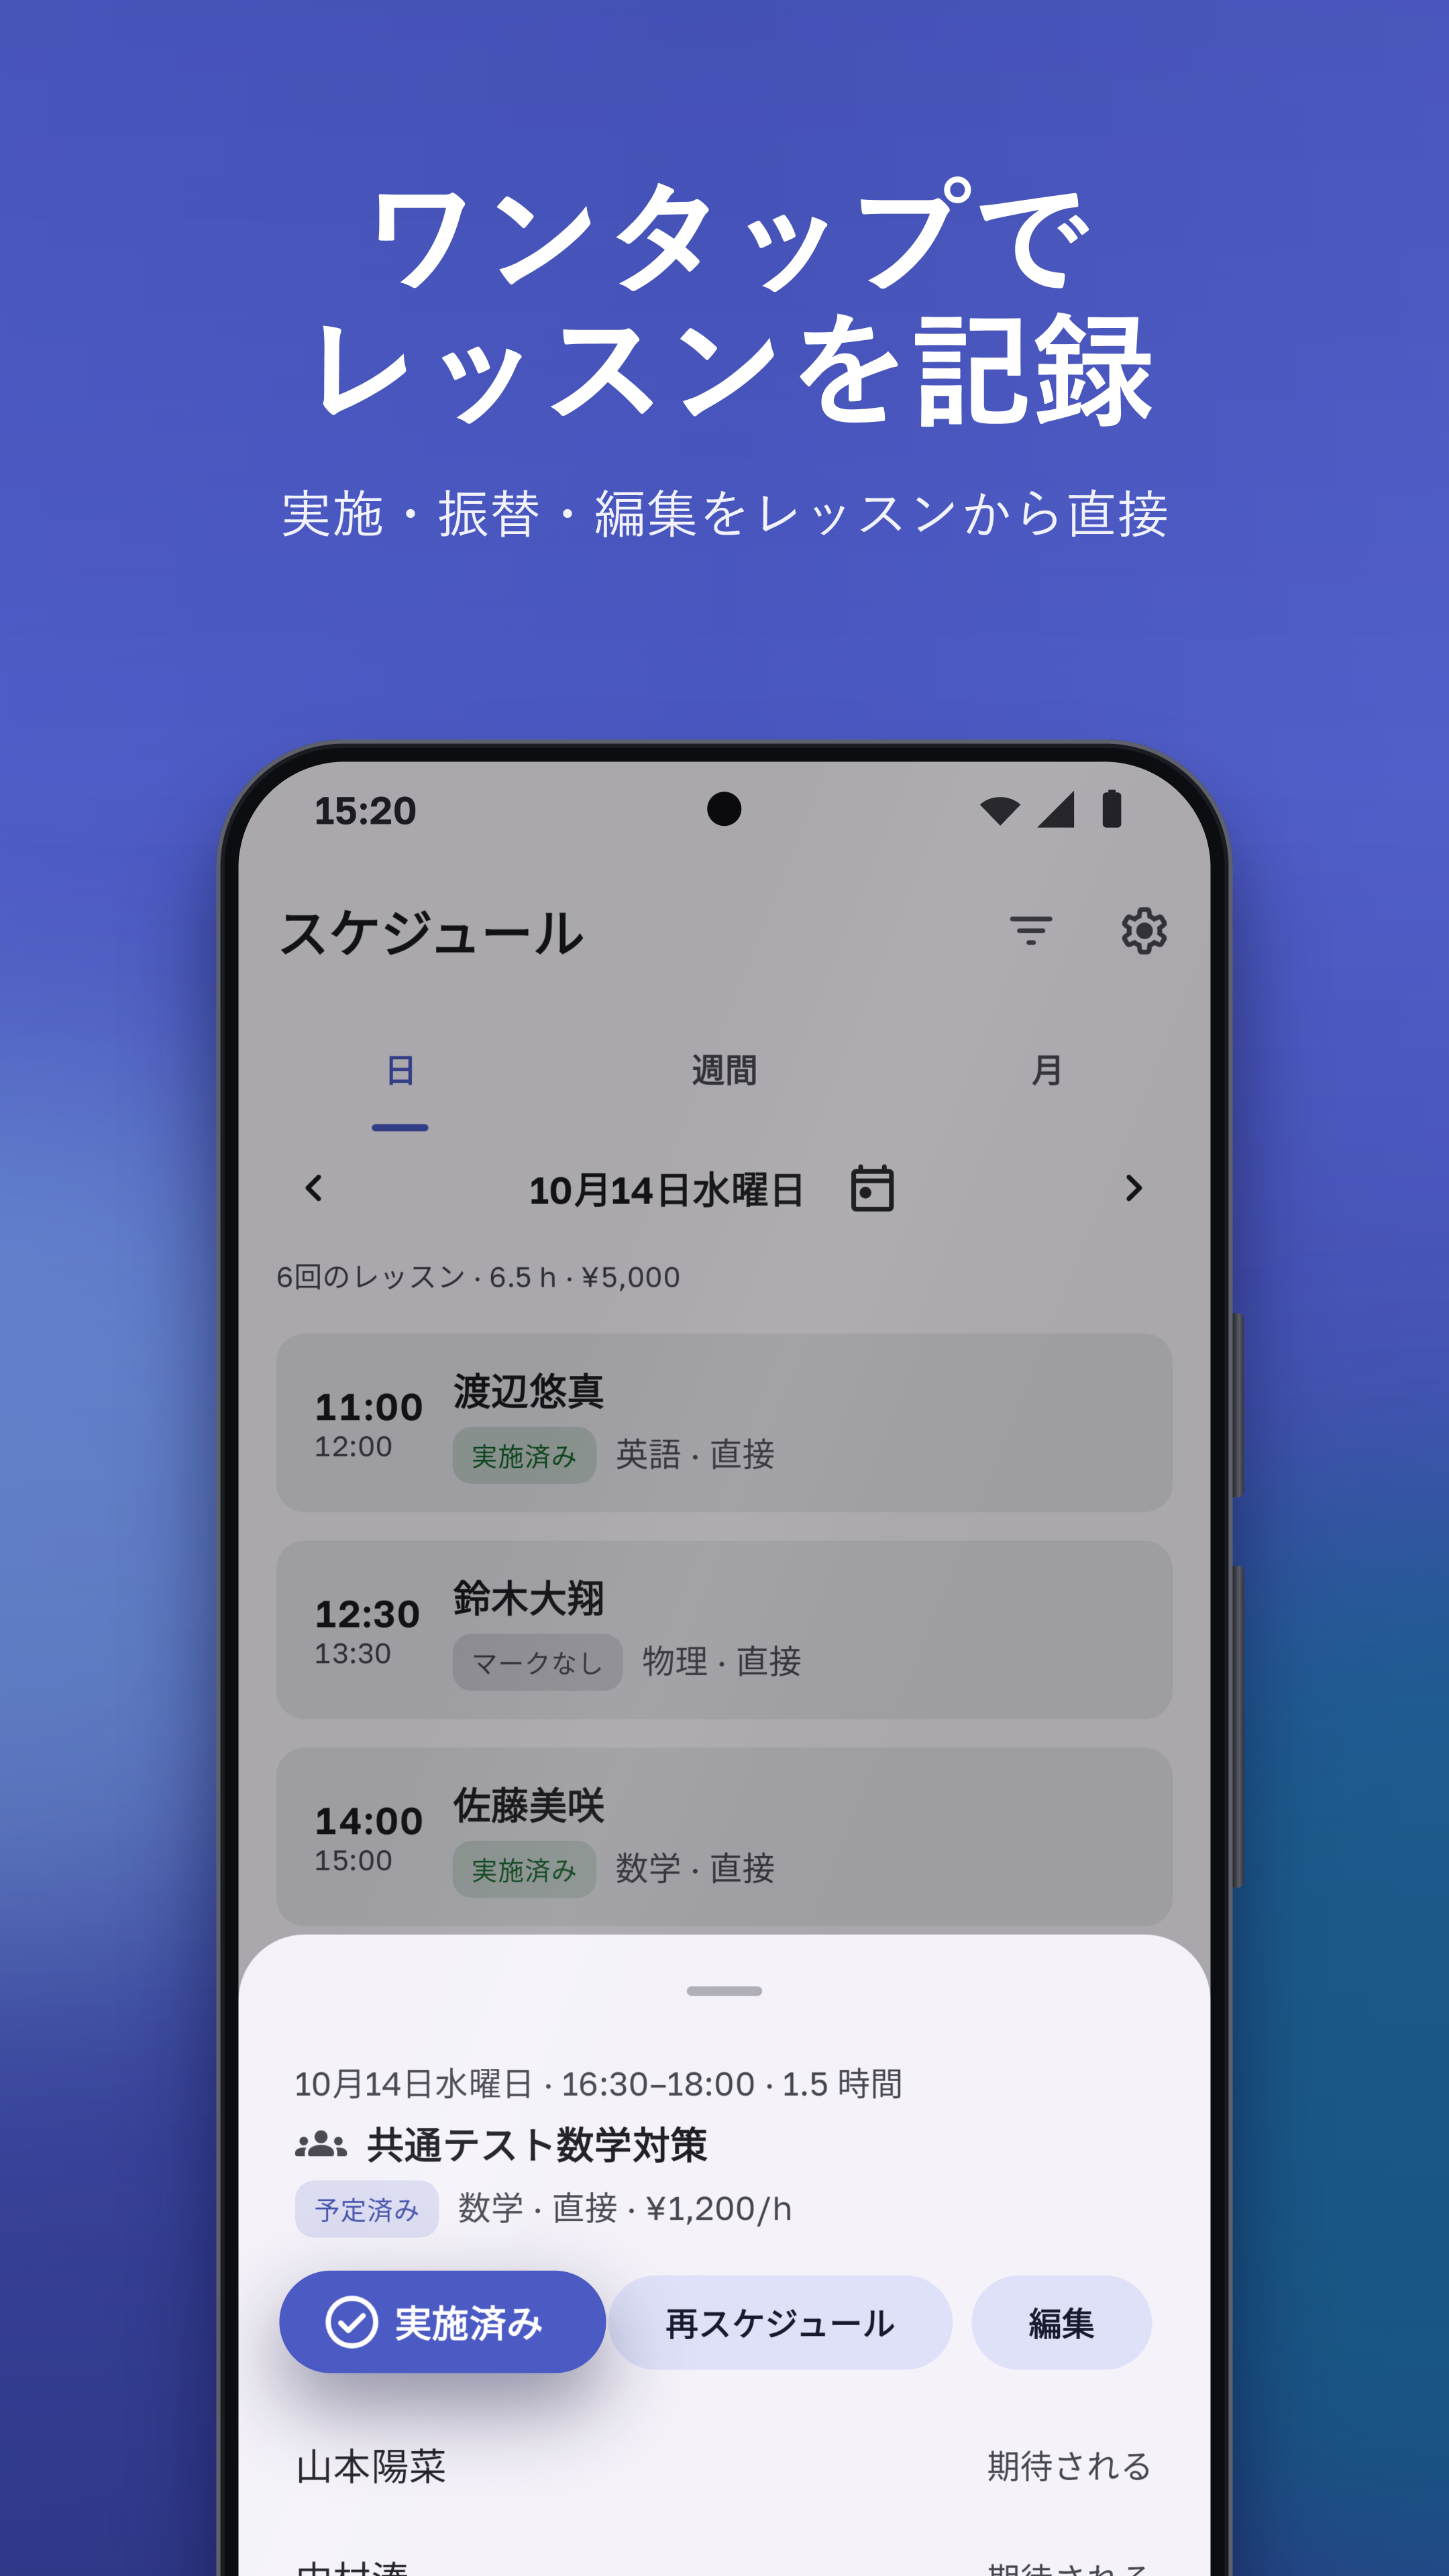 ワンタップで
レッスンを記録
実施・振替・編集をレッスンから直接
15:20
スケジュール
日 週間 月
10月14日水曜日
6回のレッスン · 6.5 h · ¥5,000
11:00 渡辺悠真
12:00 実施済み 英語 · 直接
12:30 鈴木大翔
13:30 マークなし 物理 · 直接
14:00 佐藤美咲
15:00 実施済み 数学 · 直接
10月14日水曜日 · 16:30–18:00 · 1.5 時間
共通テスト数学対策
予定済み 数学 · 直接 · ¥1,200/h
実施済み 再スケジュール 編集
山本陽菜 期待される